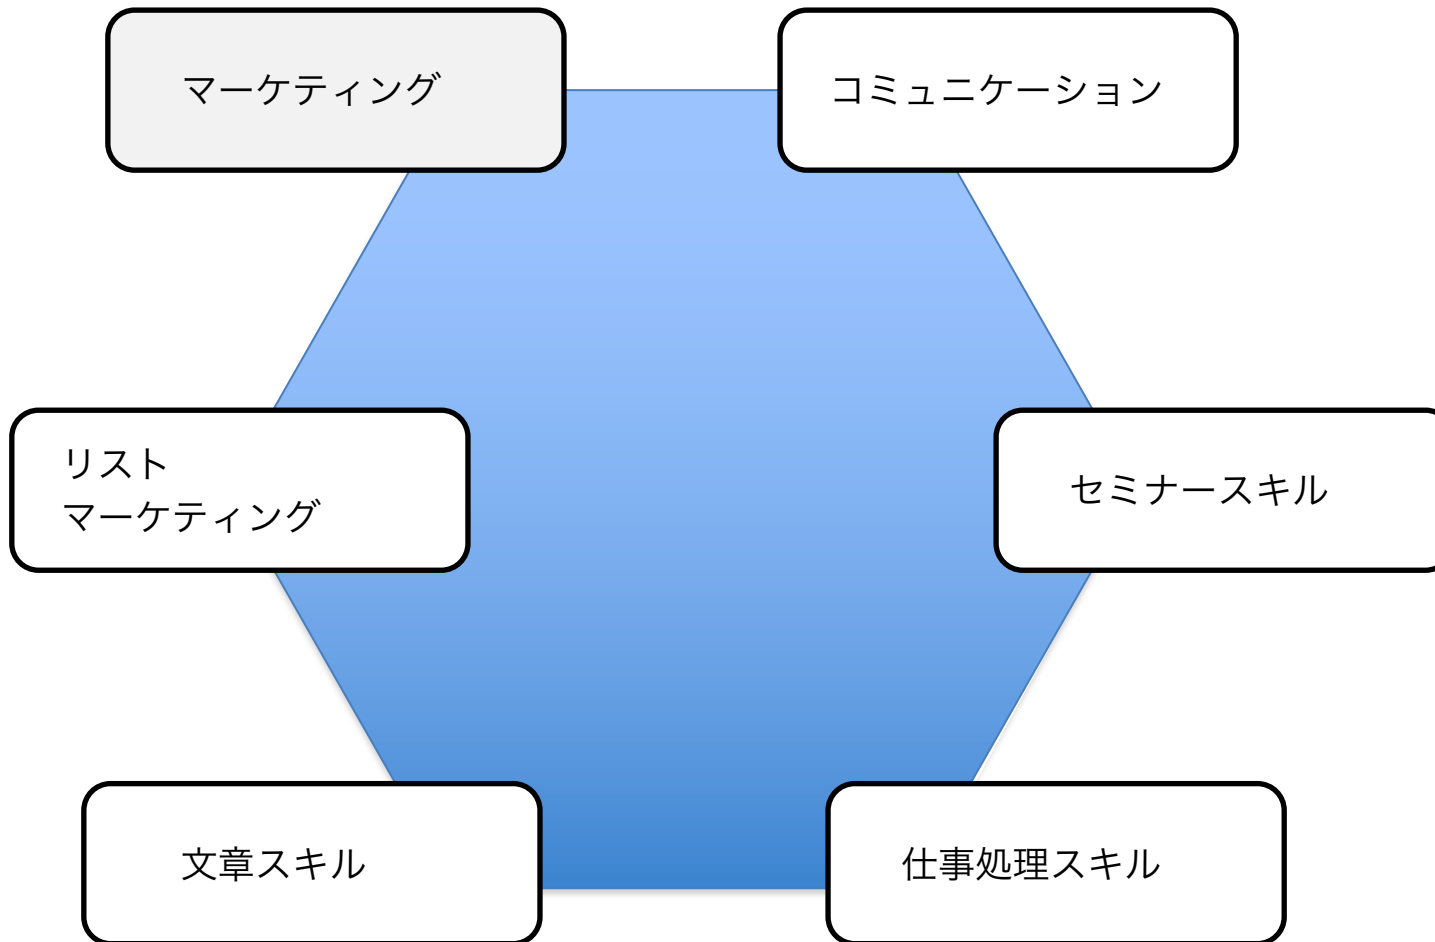 マーケティング
コミュニケーション
リスト
マーケティング
セミナースキル
文章スキル
仕事処理スキル